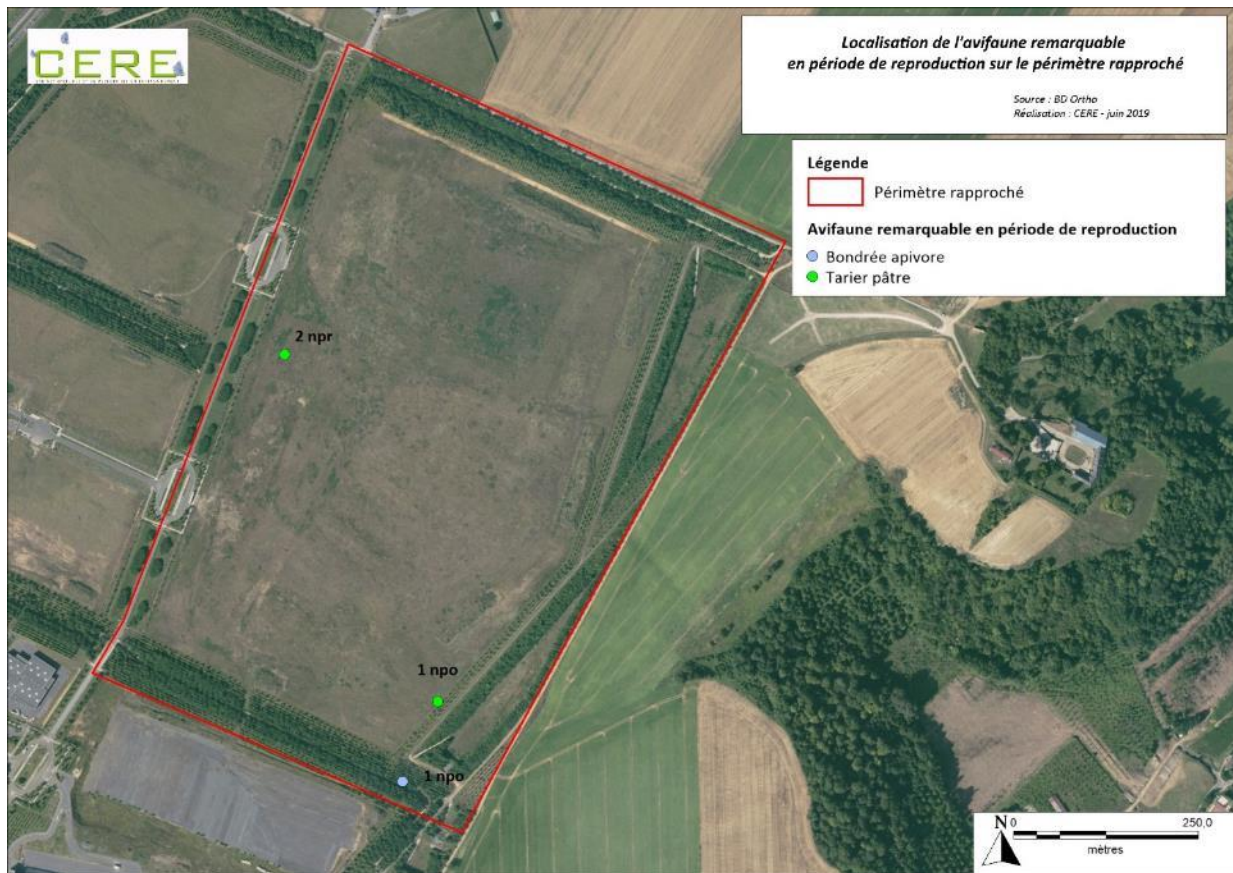 CERE
Localisation de l'avifaune remarquable
en période de reproduction sur le périmètre rapproché
Source : BD Ortho
Réalisation : CERE - juin 2019
Légende
Périmètre rapproché
Avifaune remarquable en période de reproduction
Bondrée apivore
Tarier pâtre
2 npr
1 npo
1 npo
N
0 250,0
mètres